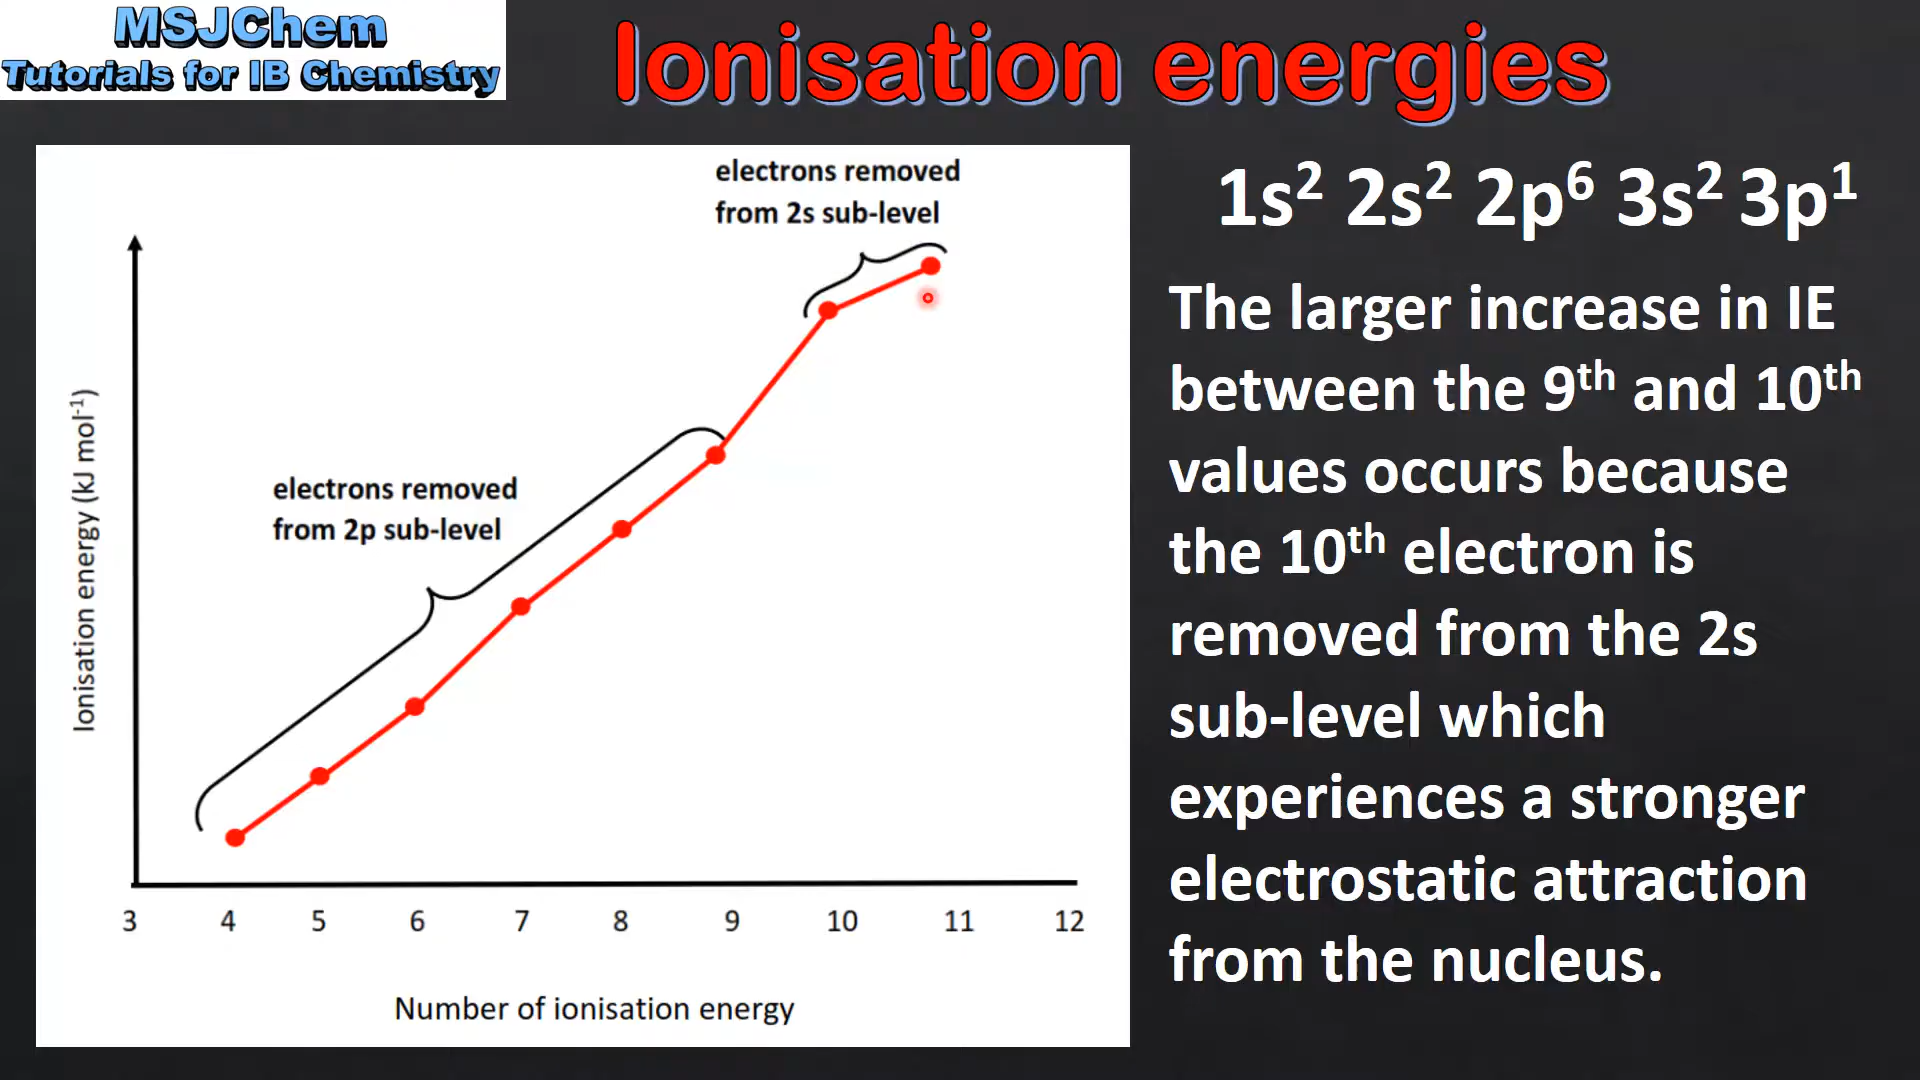 MSJChem
Tutorials for IB Chemistry
Ionisation energies
electrons removed
from 2s sub-level
electrons removed
from 2p sub-level
Ionisation energy (kJ mol⁻¹)
3 4 5 6 7 8 9 10 11 12
Number of ionisation energy
1s² 2s² 2p⁶ 3s² 3p¹
The larger increase in IE
between the 9ᵗʰ and 10ᵗʰ
values occurs because
the 10ᵗʰ electron is
removed from the 2s
sub-level which
experiences a stronger
electrostatic attraction
from the nucleus.